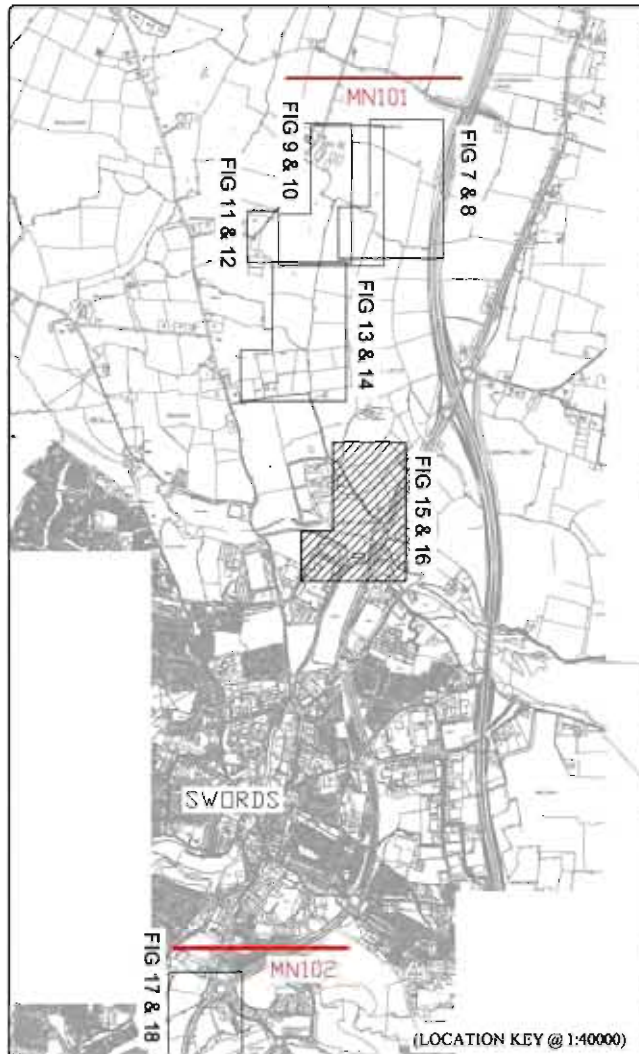 MN101
FIG 7 & 8
FIG 9 & 10
FIG 11 & 12
FIG 13 & 14
FIG 15 & 16
SWORDS
MN102
FIG 17 & 18
(LOCATION KEY @ 1:40000)